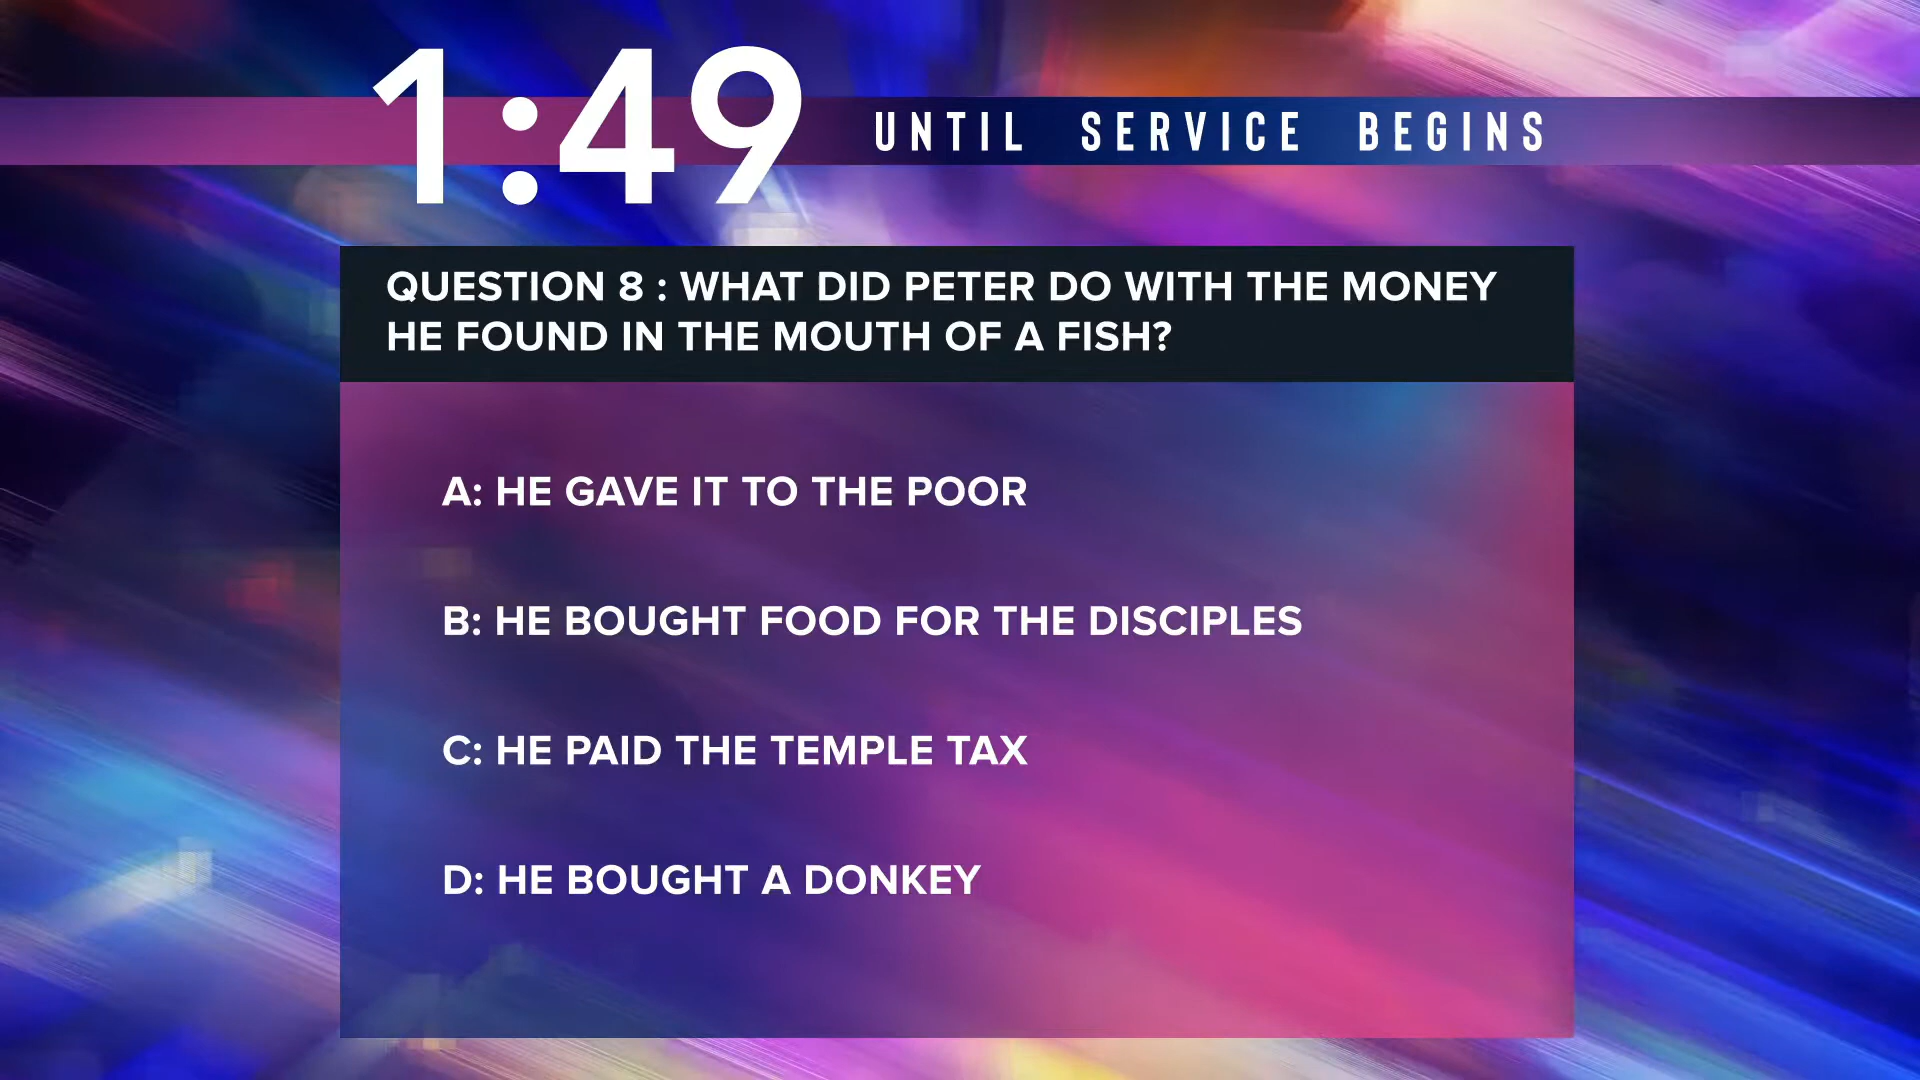 1:49 UNTIL SERVICE BEGINS
QUESTION 8 : WHAT DID PETER DO WITH THE MONEY
HE FOUND IN THE MOUTH OF A FISH?
A: HE GAVE IT TO THE POOR
B: HE BOUGHT FOOD FOR THE DISCIPLES
C: HE PAID THE TEMPLE TAX
D: HE BOUGHT A DONKEY